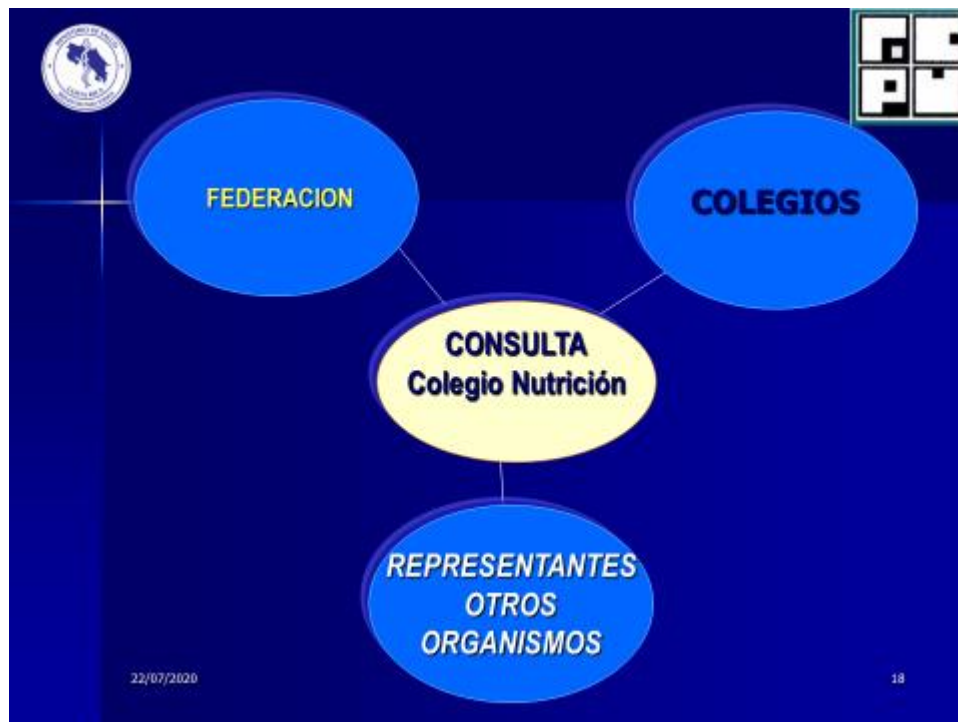 FEDERACION
COLEGIOS
CONSULTA
Colegio Nutrición
REPRESENTANTES
OTROS
ORGANISMOS
22/07/2020
18